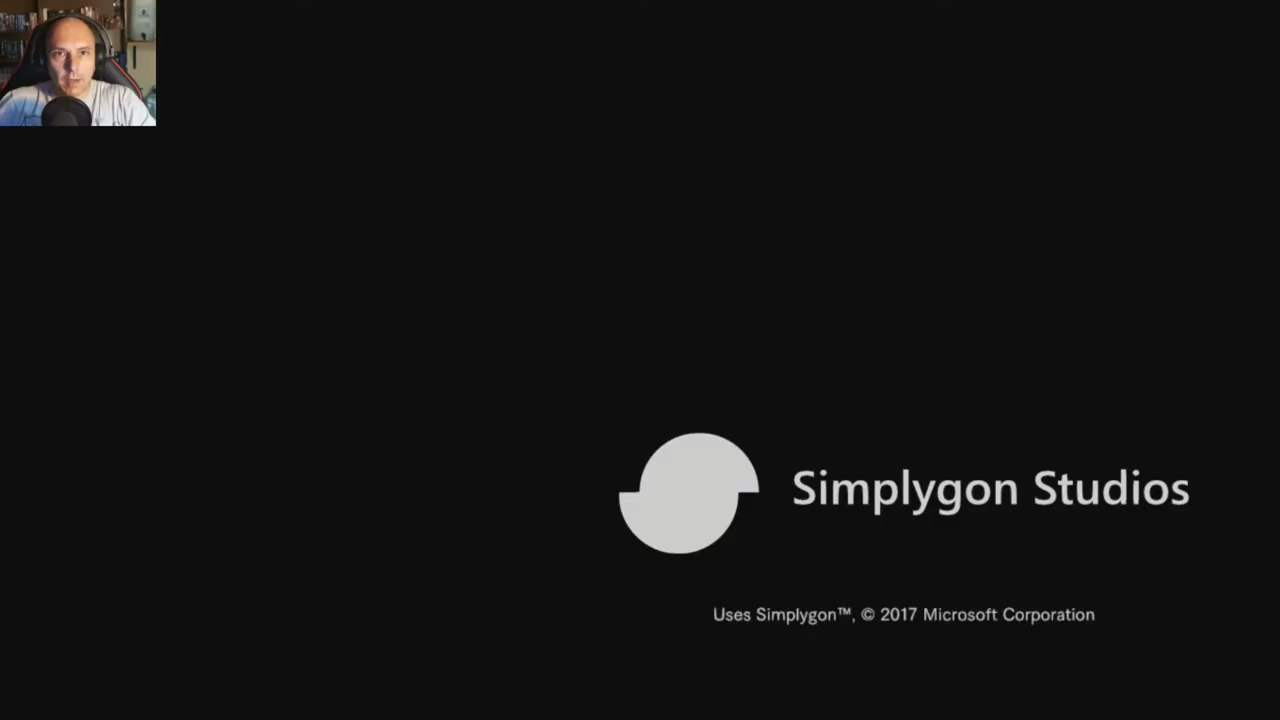 Simplygon Studios
Uses Simplygon™, © 2017 Microsoft Corporation